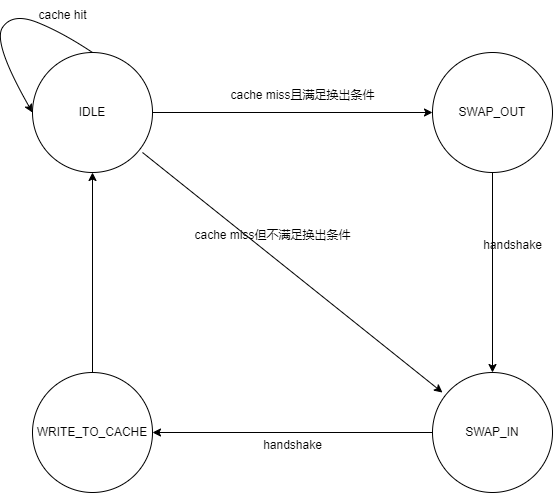 cache hit
cache miss且满足换出条件
IDLE
SWAP_OUT
cache miss但不满足换出条件
handshake
WRITE_TO_CACHE
SWAP_IN
handshake